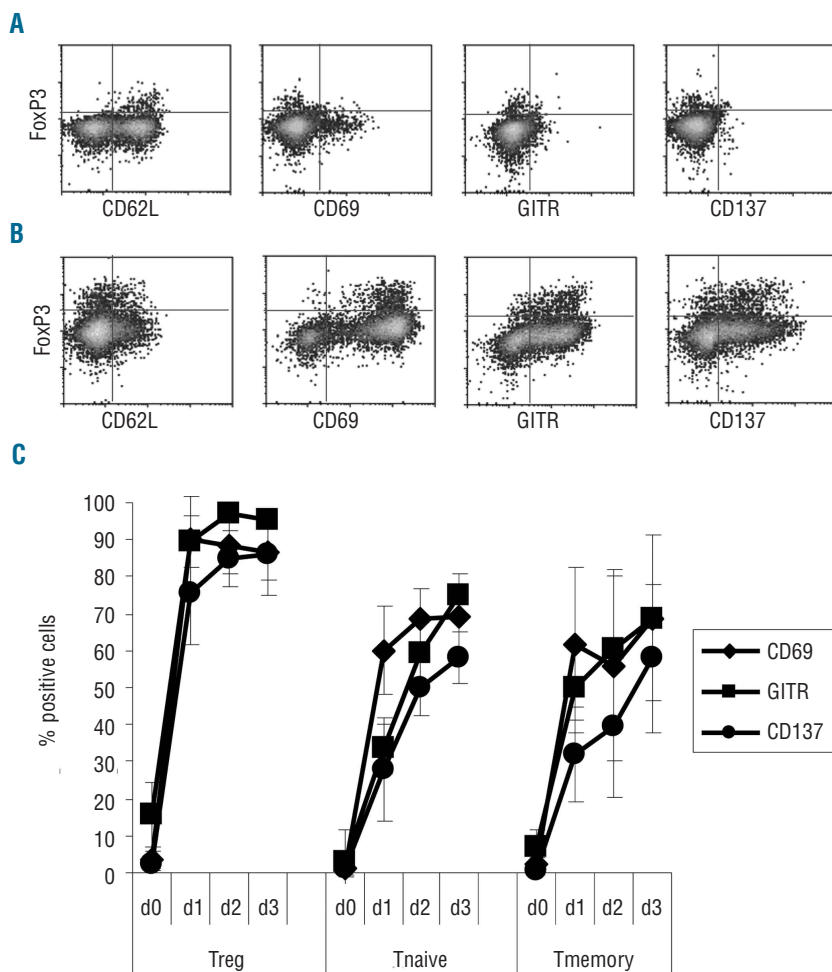 A
FoxP3
CD62L
CD69
GITR
CD137
B
FoxP3
CD62L
CD69
GITR
CD137
C
% positive cells
100
90
80
70
60
50
40
30
20
10
0
d0 d1 d2 d3 d0 d1 d2 d3 d0 d1 d2 d3
Treg Tnaive Tmemory
CD69
GITR
CD137